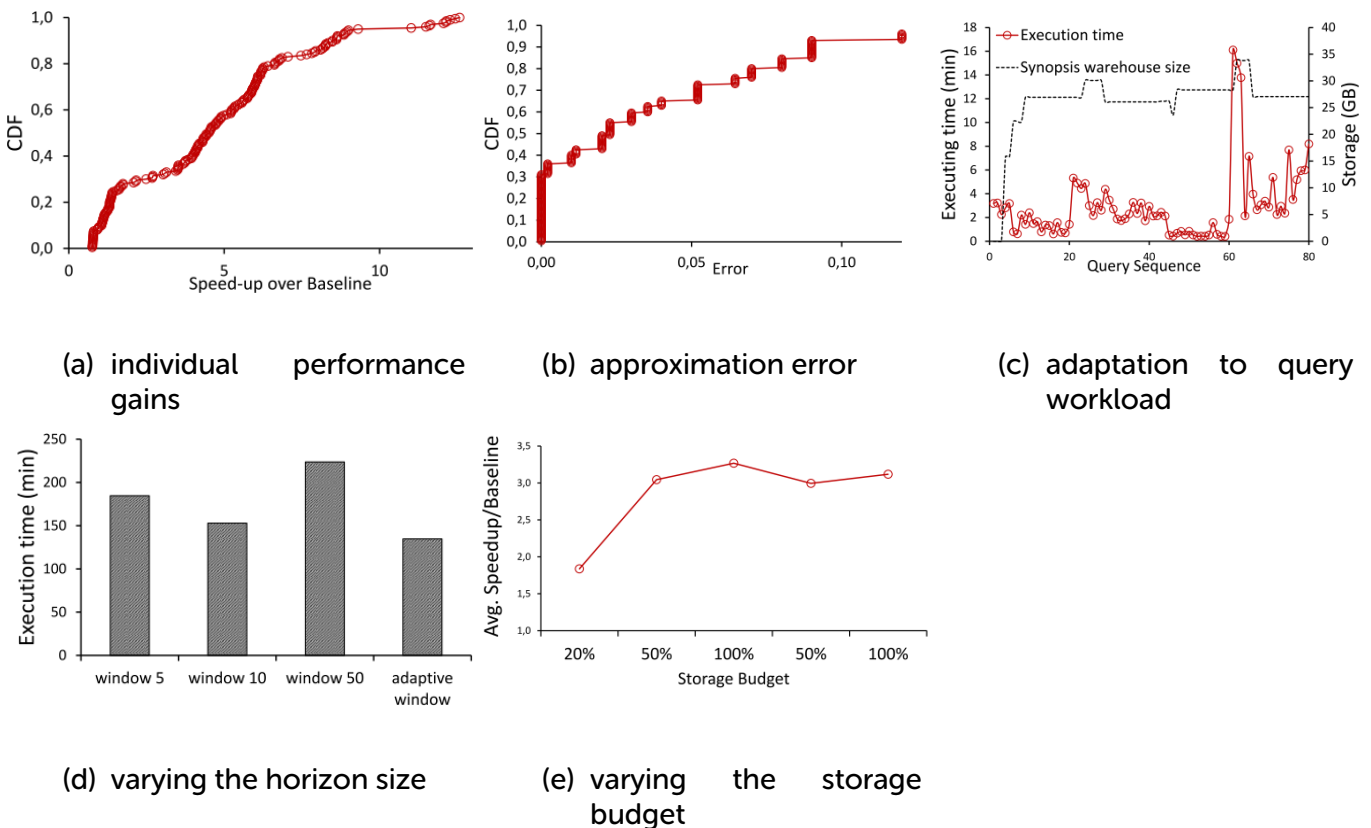 1,0
0,8
0,6
0,4
0,2
0,0
CDF
0
5
10
Speed-up over Baseline
(a) individual performance
gains
1,0
0,9
0,8
0,7
0,6
0,5
0,4
0,3
0,2
0,1
0,0
CDF
0,00
0,05
0,10
Error
(b) approximation error
18
16
14
12
10
8
6
4
2
0
Executing time (min)
Execution time
Synopsis warehouse size
40
35
30
25
20
15
10
5
0
Storage (GB)
0
20
40
60
80
Query Sequence
(c) adaptation to query
workload
250
200
150
100
50
0
Execution time (min)
window 5
window 10
window 50
adaptive
window
(d) varying the horizon size
3,5
3,0
2,5
2,0
1,5
1,0
Avg. Speedup/Baseline
20%
50%
100%
50%
100%
Storage Budget
(e) varying the storage
budget